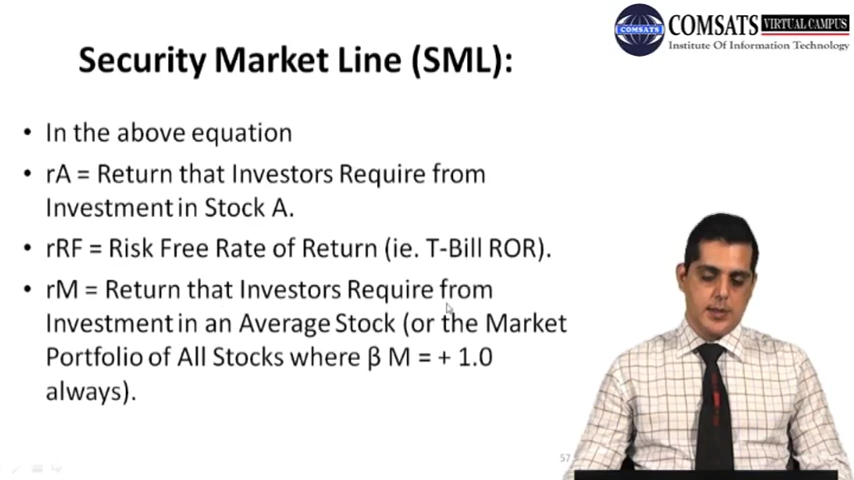 COMSATS VIRTUAL CAMPUS
Institute Of Information Technology
COMSATS
Security Market Line (SML):
• In the above equation
• rA = Return that Investors Require from
Investment in Stock A.
• rRF = Risk Free Rate of Return (ie. T-Bill ROR).
• rM = Return that Investors Require from
Investment in an Average Stock (or the Market
Portfolio of All Stocks where β M = + 1.0
always).
57